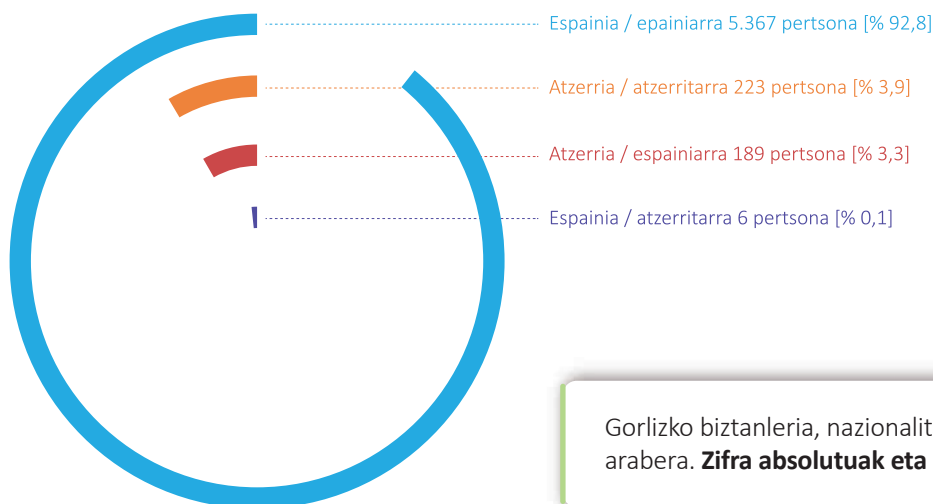 Espainia / epainiarra 5.367 pertsona [% 92,8]
Atzerria / atzerritarra 223 pertsona [% 3,9]
Atzerria / espainiarra 189 pertsona [% 3,3]
Espainia / atzerritarra 6 pertsona [% 0,1]
Gorlizko biztanleria, nazionalit
arabera. Zifra absolutuak eta